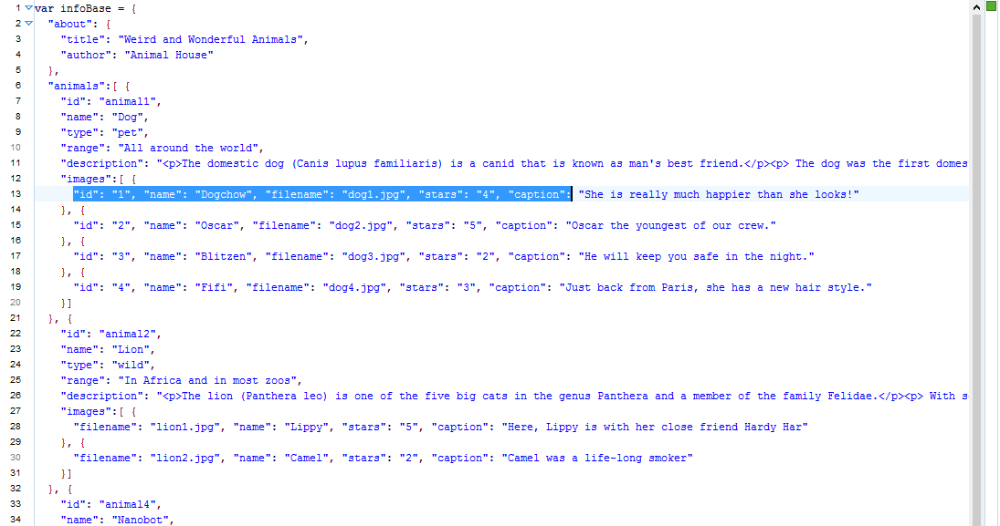 1 var infoBase = {
2 "about": {
3 "title": "Weird and Wonderful Animals",
4 "author": "Animal House"
5 },
6 "animals":[ {
7 "id": "animal1",
8 "name": "Dog",
9 "type": "pet",
10 "range": "All around the world",
11 "description": "<p>The domestic dog (Canis lupus familiaris) is a canid that is known as man's best friend.</p><p> The dog was the first domes
12 "images":[ {
13 "id": "1", "name": "Dogchow", "filename": "dog1.jpg", "stars": "4", "caption": "She is really much happier than she looks!"
14 }, {
15 "id": "2", "name": "Oscar", "filename": "dog2.jpg", "stars": "5", "caption": "Oscar the youngest of our crew."
16 }, {
17 "id": "3", "name": "Blitzen", "filename": "dog3.jpg", "stars": "2", "caption": "He will keep you safe in the night."
18 }, {
19 "id": "4", "name": "Fifi", "filename": "dog4.jpg", "stars": "3", "caption": "Just back from Paris, she has a new hair style."
20 }]
21 }, {
22 "id": "animal2",
23 "name": "Lion",
24 "type": "wild",
25 "range": "In Africa and in most zoos",
26 "description": "<p>The lion (Panthera leo) is one of the five big cats in the genus Panthera and a member of the family Felidae.</p><p> With s
27 "images":[ {
28 "filename": "lion1.jpg", "name": "Lippy", "stars": "5", "caption": "Here, Lippy is with her close friend Hardy Har"
29 }, {
30 "filename": "lion2.jpg", "name": "Camel", "stars": "2", "caption": "Camel was a life-long smoker"
31 }]
32 }, {
33 "id": "animal4",
34 "name": "Nanobot",